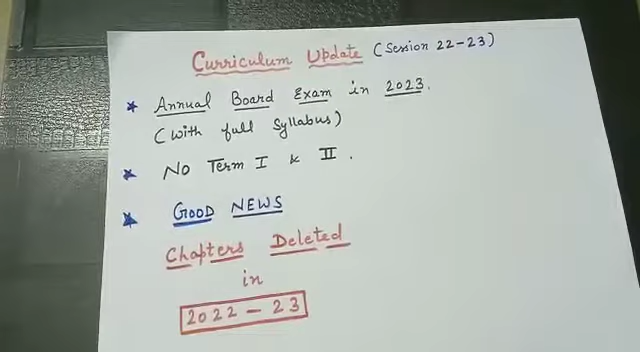 Curriculum Update (Session 22-23)
* Annual Board Exam in 2023.
(with full syllabus)
* No Term I & II.
* GOOD NEWS
Chapters Deleted
in
2022-23